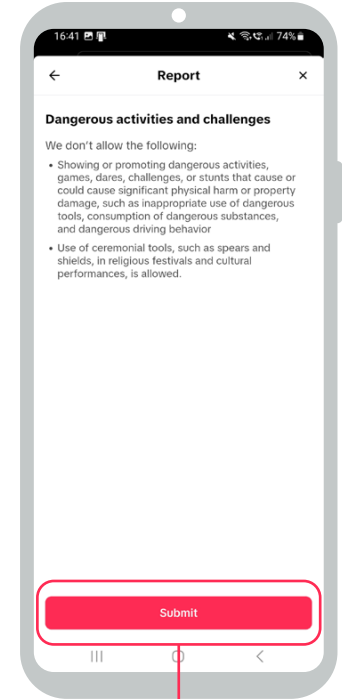 16:41 74%
Report
Dangerous activities and challenges
We don't allow the following:
• Showing or promoting dangerous activities,
games, dares, challenges, or stunts that cause or
could cause significant physical harm or property
damage, such as inappropriate use of dangerous
tools, consumption of dangerous substances,
and dangerous driving behavior
• Use of ceremonial tools, such as spears and
shields, in religious festivals and cultural
performances, is allowed.
Submit